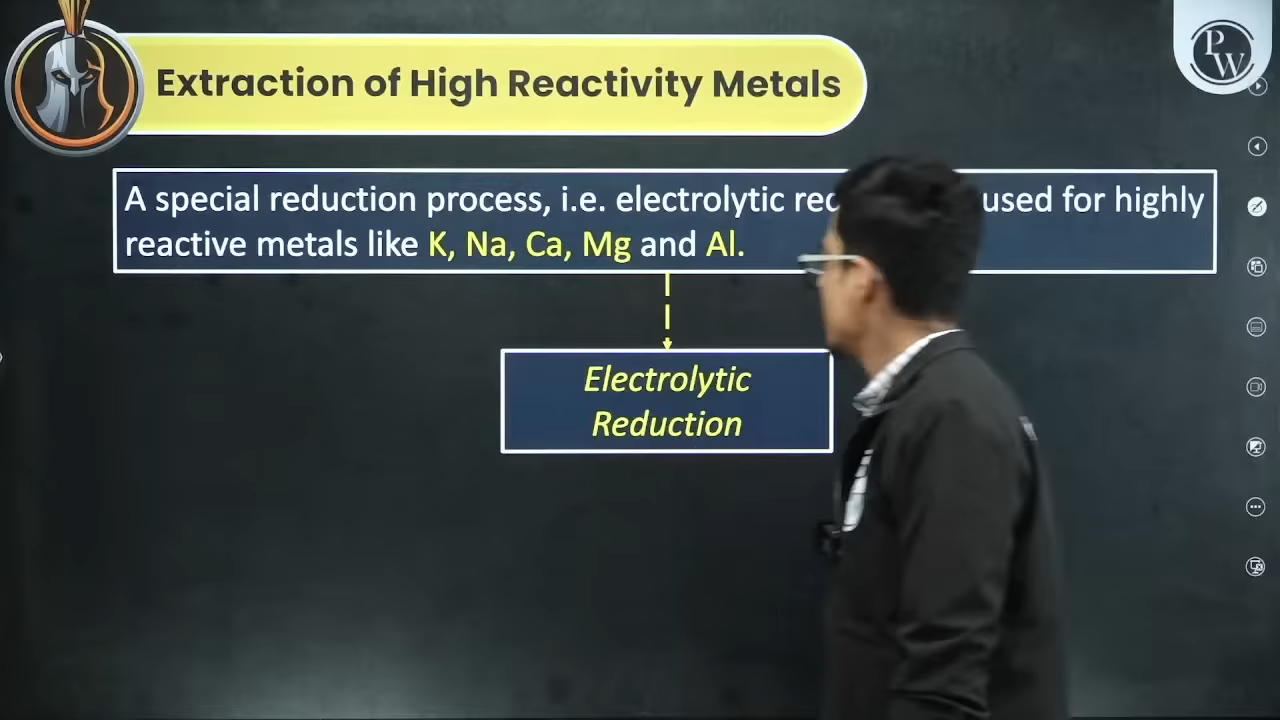 Extraction of High Reactivity Metals
PW
A special reduction process, i.e. electrolytic used for highly
reactive metals like K, Na, Ca, Mg and Al.
Electrolytic
Reduction